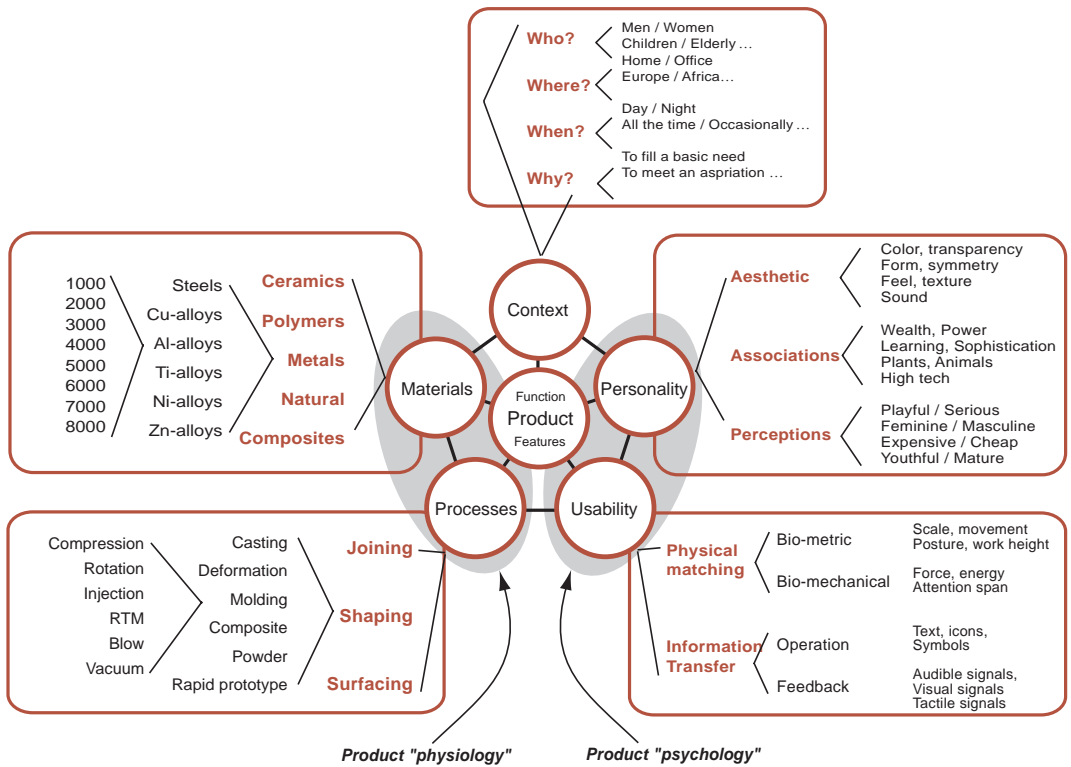 Who?
Men / Women
Children / Elderly ...
Where?
Home / Office
Europe / Africa...
When?
Day / Night
All the time / Occasionally ...
Why?
To fill a basic need
To meet an aspriation ...
1000
2000
3000
4000
5000
6000
7000
8000
Steels
Cu-alloys
Al-alloys
Ti-alloys
Ni-alloys
Zn-alloys
Ceramics
Polymers
Metals
Natural
Composites
Context
Materials
Function
Product
Features
Personality
Processes
Usability
Aesthetic
Color, transparency
Form, symmetry
Feel, texture
Sound
Associations
Wealth, Power
Learning, Sophistication
Plants, Animals
High tech
Perceptions
Playful / Serious
Feminine / Masculine
Expensive / Cheap
Youthful / Mature
Compression
Rotation
Injection
RTM
Blow
Vacuum
Casting
Deformation
Molding
Composite
Powder
Rapid prototype
Joining
Shaping
Surfacing
Physical
matching
Bio-metric
Scale, movement
Posture, work height
Bio-mechanical
Force, energy
Attention span
Information
Transfer
Operation
Text, icons,
Symbols
Feedback
Audible signals,
Visual signals
Tactile signals
Product "physiology"
Product "psychology"